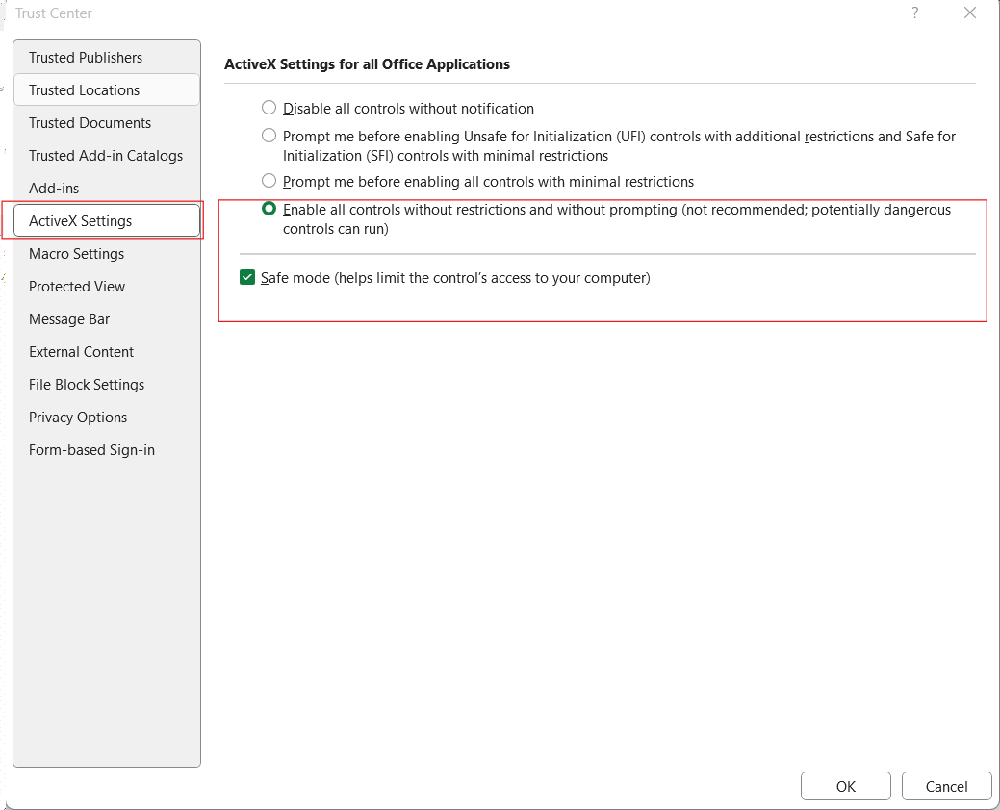 Trust Center
?
Trusted Publishers
Trusted Locations
Trusted Documents
Trusted Add-in Catalogs
Add-ins
ActiveX Settings
Macro Settings
Protected View
Message Bar
External Content
File Block Settings
Privacy Options
Form-based Sign-in
ActiveX Settings for all Office Applications
Disable all controls without notification
Prompt me before enabling Unsafe for Initialization (UFI) controls with additional restrictions and Safe for
Initialization (SFI) controls with minimal restrictions
Prompt me before enabling all controls with minimal restrictions
Enable all controls without restrictions and without prompting (not recommended; potentially dangerous
controls can run)
Safe mode (helps limit the control's access to your computer)
OK
Cancel